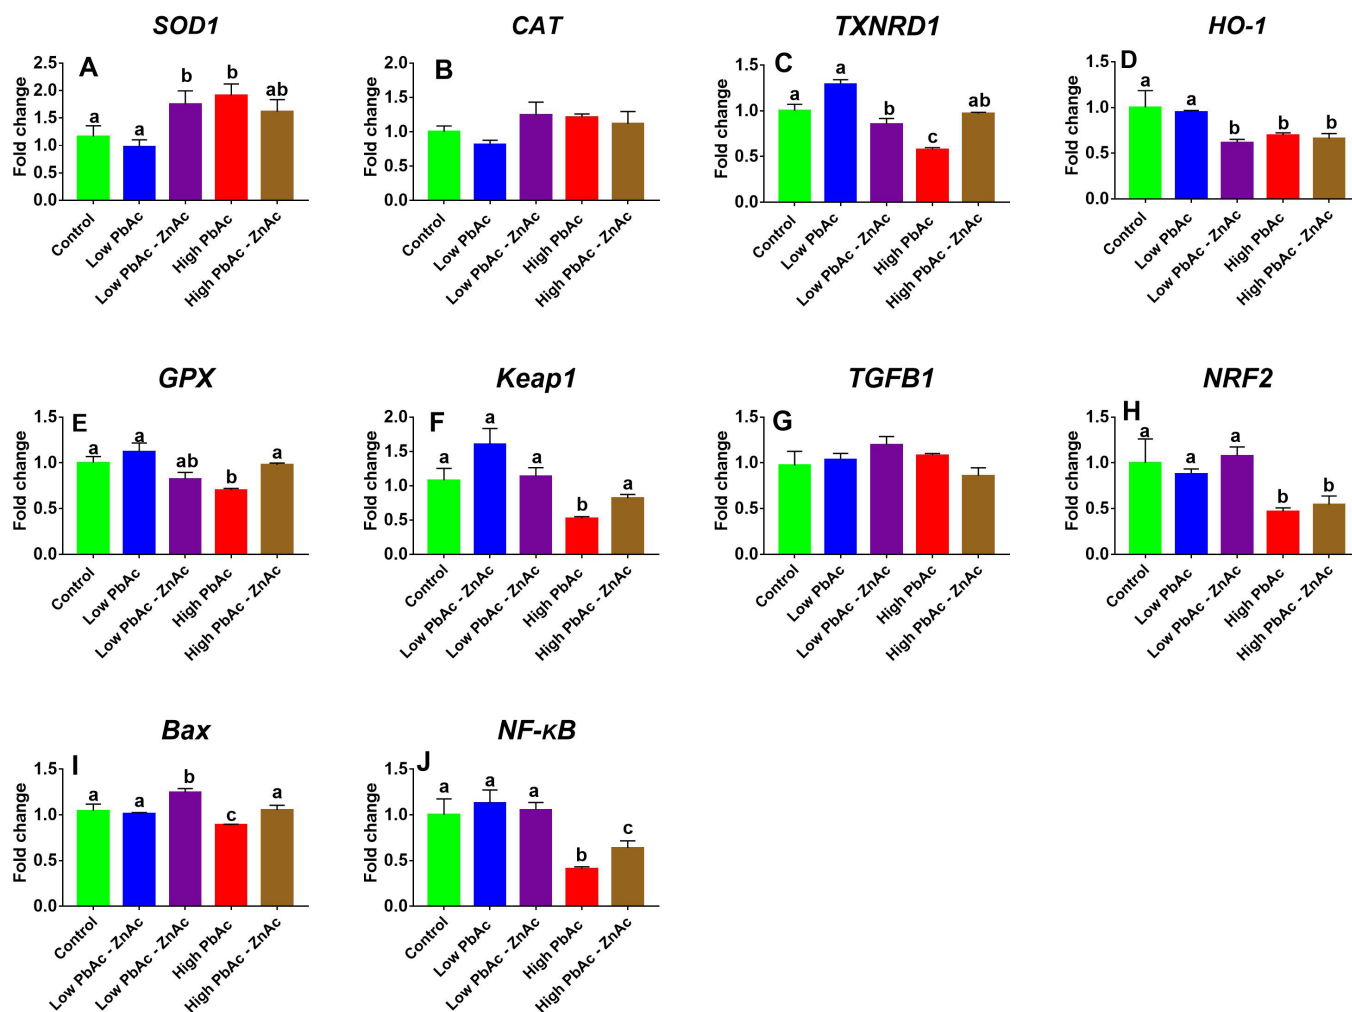 SOD1
A
Fold change
2.5
2.0
1.5
1.0
0.5
0.0
a
a
b
b
ab
Control
Low PbAc
Low PbAc - ZnAc
High PbAc
High PbAc - ZnAc
CAT
B
Fold change
2.0
1.5
1.0
0.5
0.0
Control
Low PbAc
Low PbAc - ZnAc
High PbAc
High PbAc - ZnAc
TXNRD1
C
Fold change
1.5
1.0
0.5
0.0
a
a
b
c
ab
Control
Low PbAc
Low PbAc - ZnAc
High PbAc
High PbAc - ZnAc
HO-1
D
Fold change
1.5
1.0
0.5
0.0
a
a
b
b
b
Control
Low PbAc
Low PbAc - ZnAc
High PbAc
High PbAc - ZnAc
GPX
E
Fold change
1.5
1.0
0.5
0.0
a
a
ab
b
a
Control
Low PbAc
Low PbAc - ZnAc
High PbAc
High PbAc - ZnAc
Keap1
F
Fold change
2.0
1.5
1.0
0.5
0.0
a
a
a
b
a
Control
Low PbAc - ZnAc
Low PbAc - ZnAc
High PbAc
High PbAc - ZnAc
TGFB1
G
Fold change
1.5
1.0
0.5
0.0
Control
Low PbAc
Low PbAc - ZnAc
High PbAc
High PbAc - ZnAc
NRF2
H
Fold change
1.5
1.0
0.5
0.0
a
a
a
b
b
Control
Low PbAc
Low PbAc - ZnAc
High PbAc
High PbAc - ZnAc
Bax
I
Fold change
1.5
1.0
0.5
0.0
a
a
b
c
a
Control
Low PbAc - ZnAc
Low PbAc - ZnAc
High PbAc
High PbAc - ZnAc
NF-κB
J
Fold change
1.5
1.0
0.5
0.0
a
a
a
b
c
Control
Low PbAc
Low PbAc - ZnAc
High PbAc
High PbAc - ZnAc